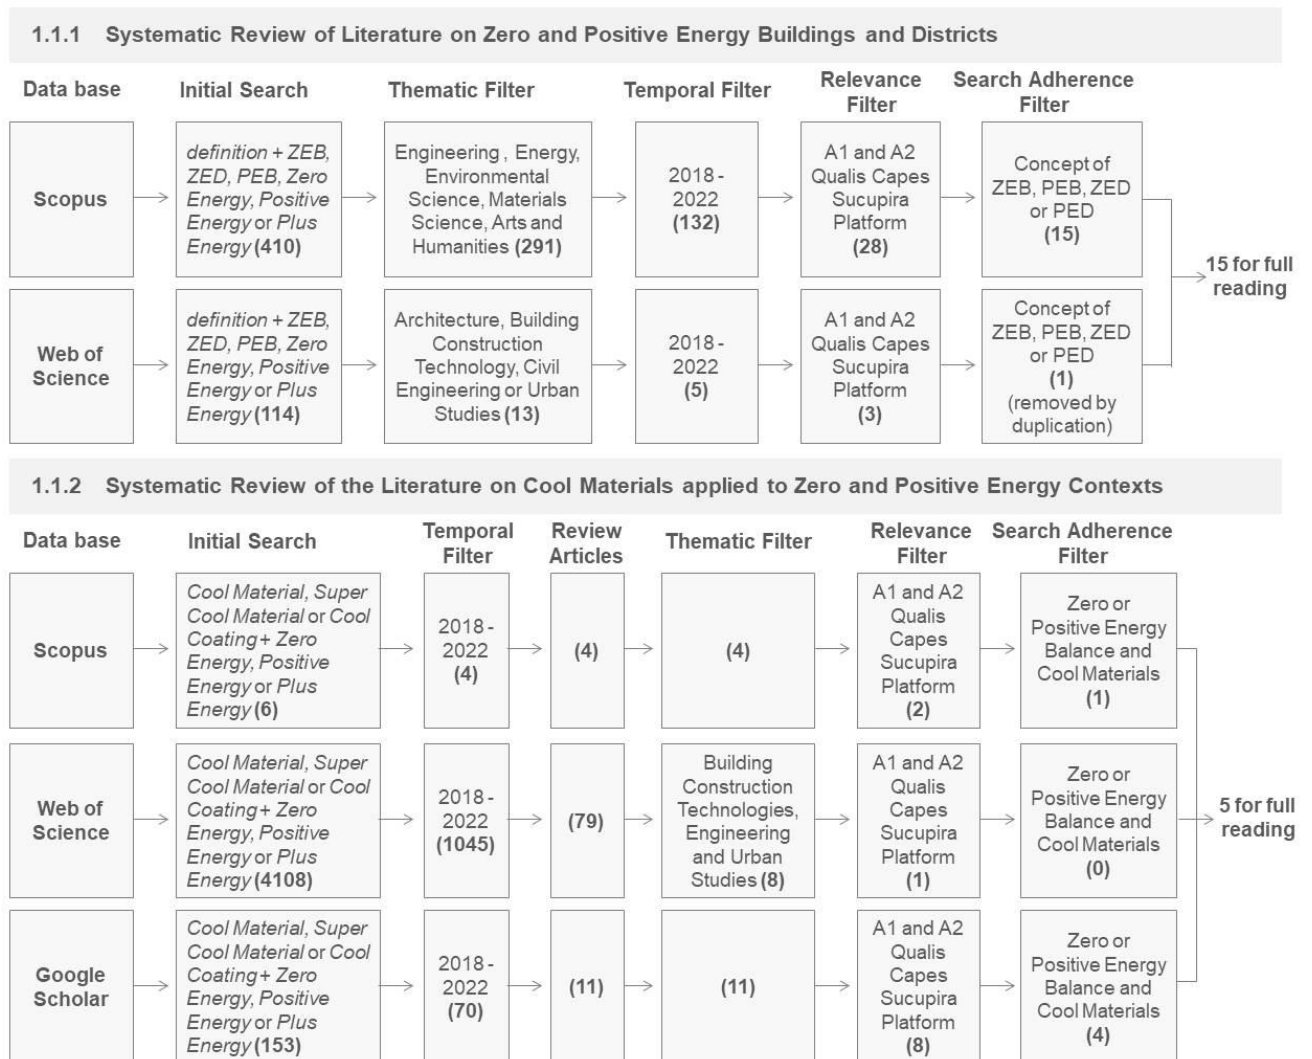 1.1.1 Systematic Review of Literature on Zero and Positive Energy Buildings and Districts
Data base
Initial Search
Thematic Filter
Temporal Filter
Relevance
Filter
Search Adherence
Filter
Scopus
definition + ZEB,
ZED, PEB, Zero
Energy, Positive
Energy or Plus
Energy (410)
Engineering , Energy,
Environmental
Science, Materials
Science, Arts and
Humanities (291)
2018 -
2022
(132)
A1 and A2
Qualis Capes
Sucupira
Platform
(28)
Concept of
ZEB, PEB, ZED
or PED
(15)
15 for full
reading
Web of
Science
definition + ZEB,
ZED, PEB, Zero
Energy, Positive
Energy or Plus
Energy (114)
Architecture, Building
Construction
Technology, Civil
Engineering or Urban
Studies (13)
2018 -
2022
(5)
A1 and A2
Qualis Capes
Sucupira
Platform
(3)
Concept of
ZEB, PEB, ZED
or PED
(1)
(removed by
duplication)
1.1.2 Systematic Review of the Literature on Cool Materials applied to Zero and Positive Energy Contexts
Data base
Initial Search
Temporal
Filter
Review
Articles
Thematic Filter
Relevance
Filter
Search Adherence
Filter
Scopus
Cool Material, Super
Cool Material or Cool
Coating + Zero
Energy, Positive
Energy or Plus
Energy (6)
2018 -
2022
(4)
(4)
(4)
A1 and A2
Qualis
Capes
Sucupira
Platform
(2)
Zero or
Positive Energy
Balance and
Cool Materials
(1)
Web of
Science
Cool Material, Super
Cool Material or Cool
Coating + Zero
Energy, Positive
Energy or Plus
Energy (4108)
2018 -
2022
(1045)
(79)
Building
Construction
Technologies,
Engineering
and Urban
Studies (8)
A1 and A2
Qualis
Capes
Sucupira
Platform
(1)
Zero or
Positive Energy
Balance and
Cool Materials
(0)
5 for full
reading
Google
Scholar
Cool Material, Super
Cool Material or Cool
Coating + Zero
Energy, Positive
Energy or Plus
Energy (153)
2018 -
2022
(70)
(11)
(11)
A1 and A2
Qualis
Capes
Sucupira
Platform
(8)
Zero or
Positive Energy
Balance and
Cool Materials
(4)